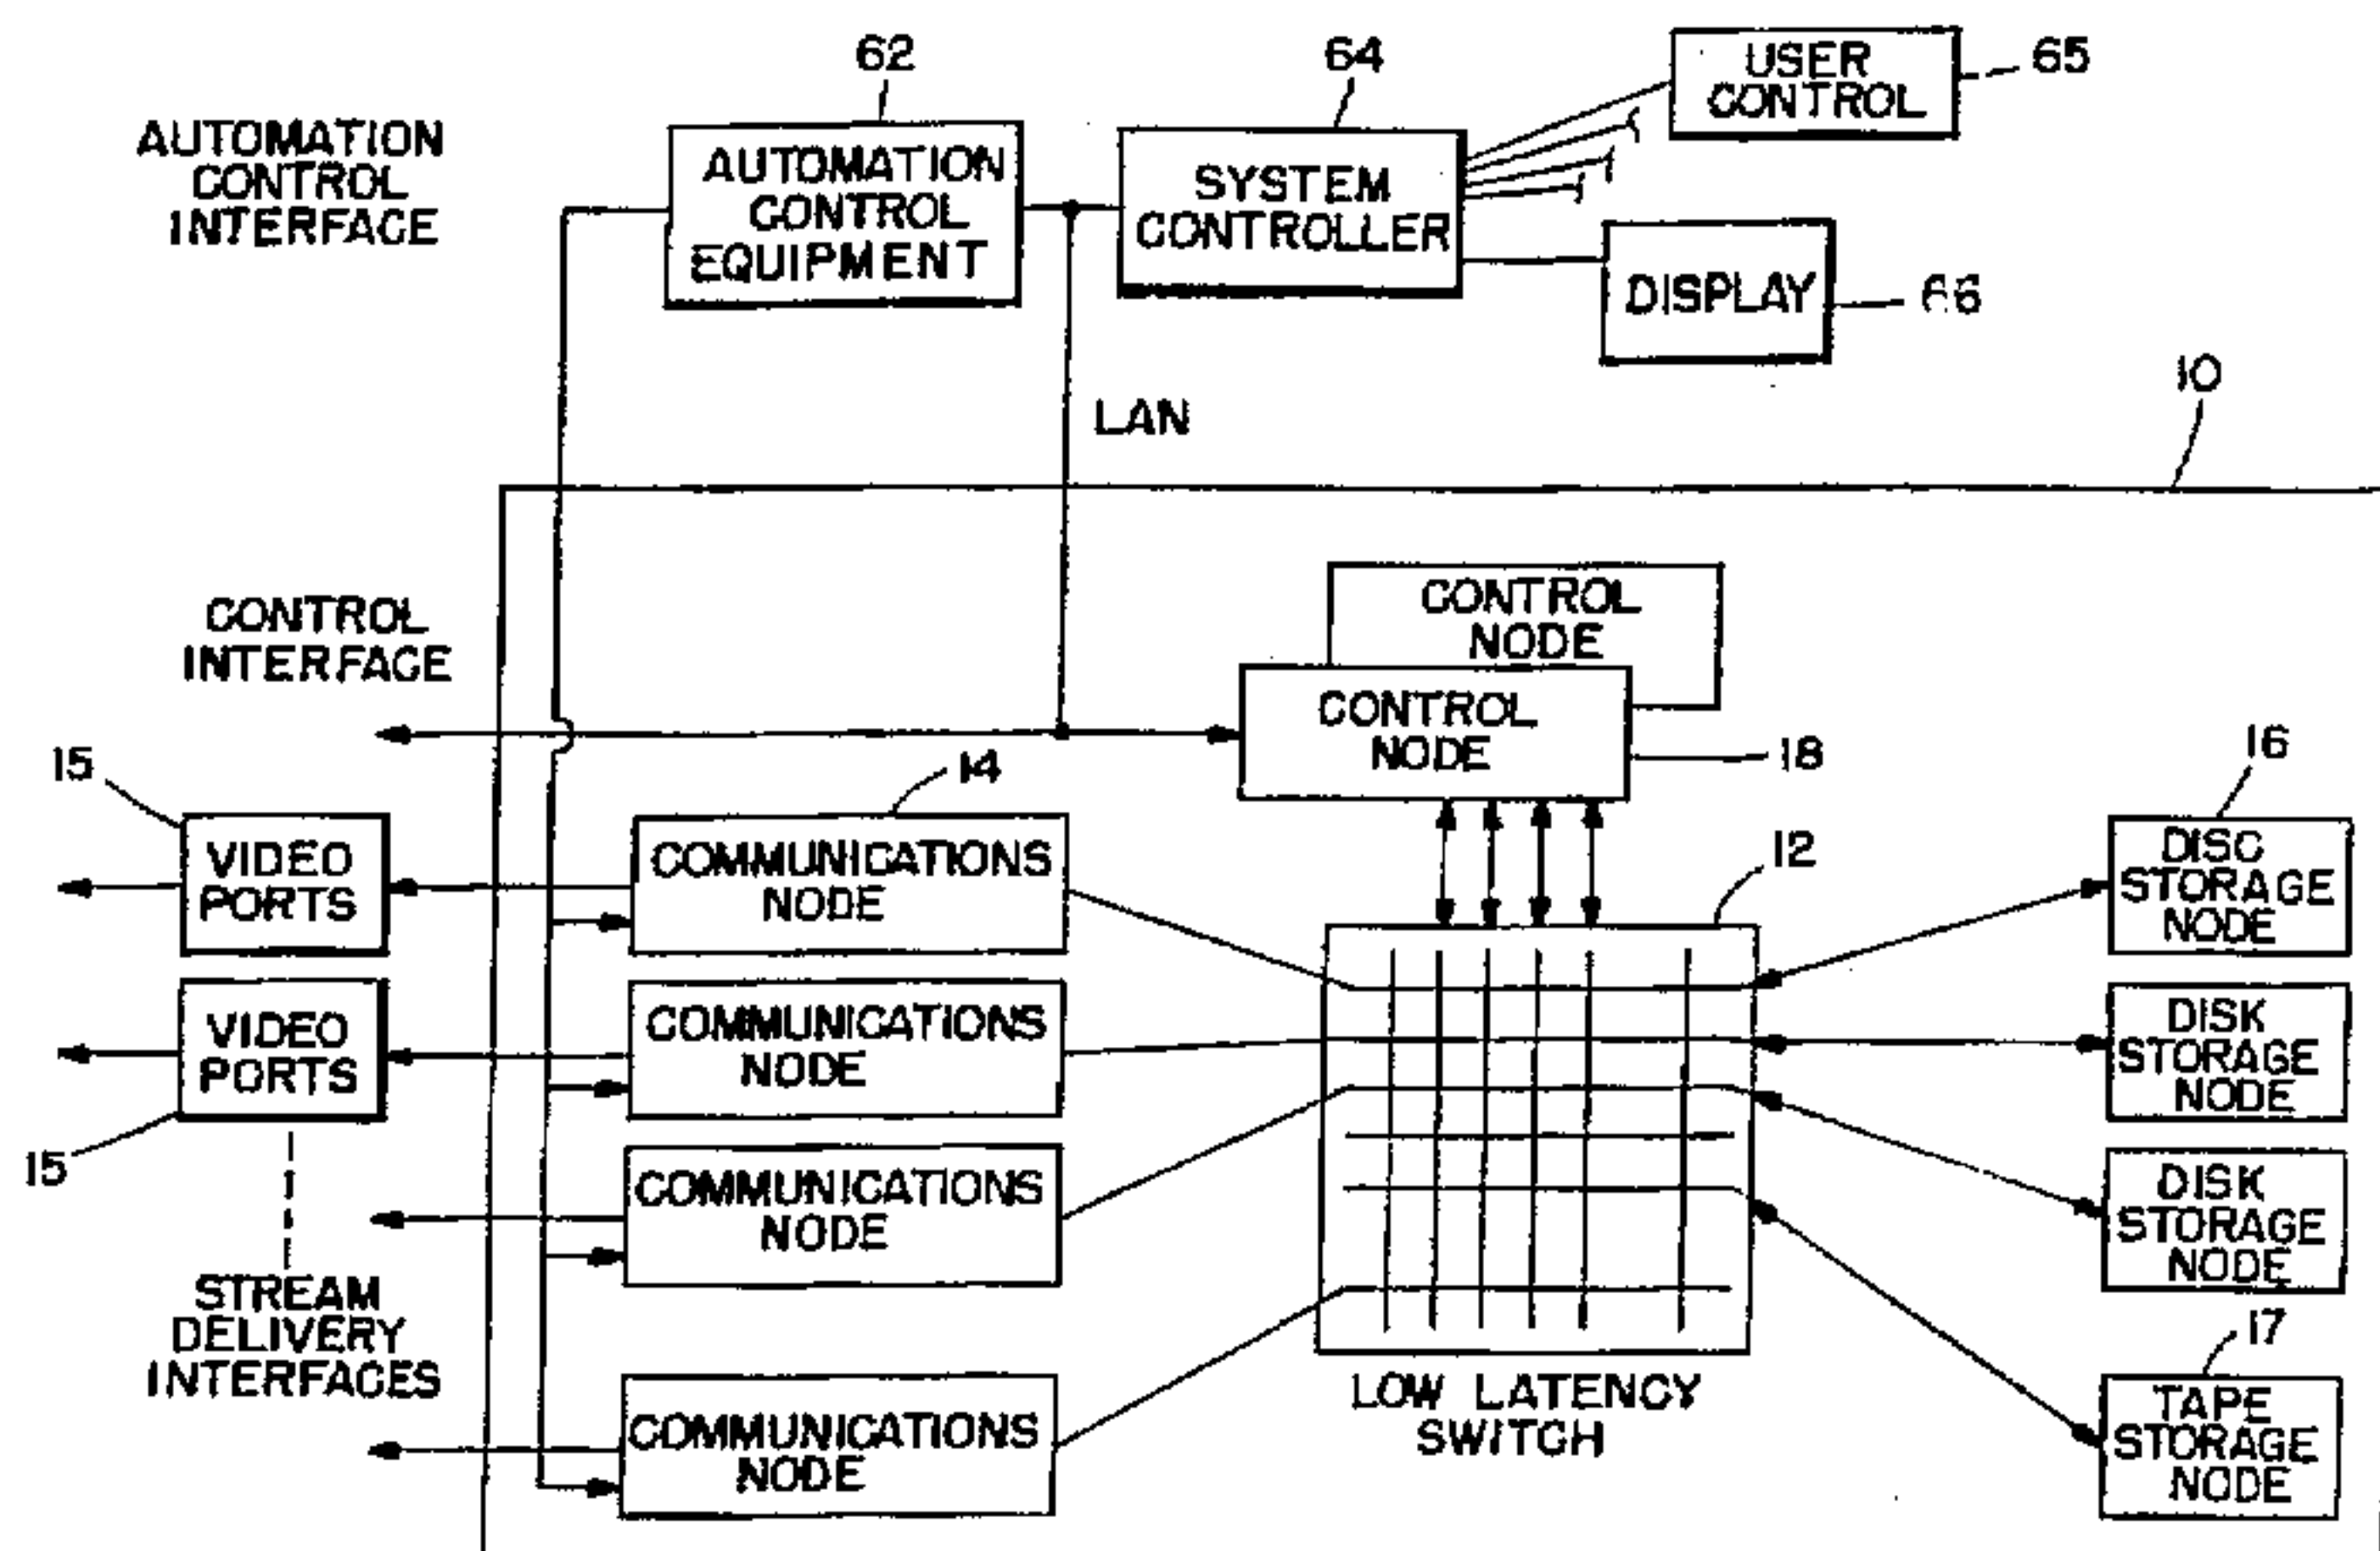 62
64
USER
CONTROL
65
AUTOMATION
CONTROL
INTERFACE
AUTOMATION
CONTROL
EQUIPMENT
SYSTEM
CONTROLLER
DISPLAY
66
10
LAN
CONTROL
INTERFACE
CONTROL
NODE
CONTROL
NODE
18
15
14
16
VIDEO
PORTS
COMMUNICATIONS
NODE
12
DISC
STORAGE
NODE
VIDEO
PORTS
COMMUNICATIONS
NODE
DISK
STORAGE
NODE
15
COMMUNICATIONS
NODE
DISK
STORAGE
NODE
STREAM
DELIVERY
INTERFACES
COMMUNICATIONS
NODE
LOW LATENCY
SWITCH
17
TAPE
STORAGE
NODE